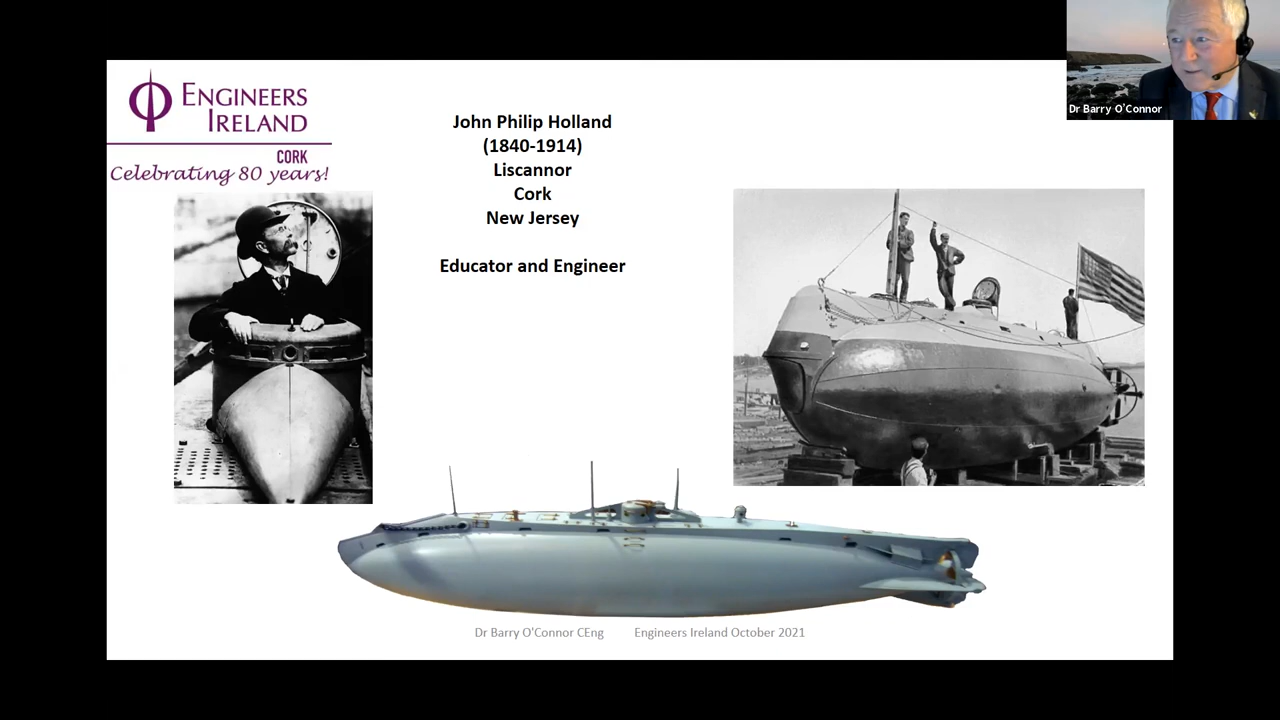 ENGINEERS
IRELAND
CORK
Celebrating 80 years!
John Philip Holland
(1840-1914)
Liscannor
Cork
New Jersey
Educator and Engineer
Dr Barry O'Connor
Dr Barry O'Connor CEng Engineers Ireland October 2021